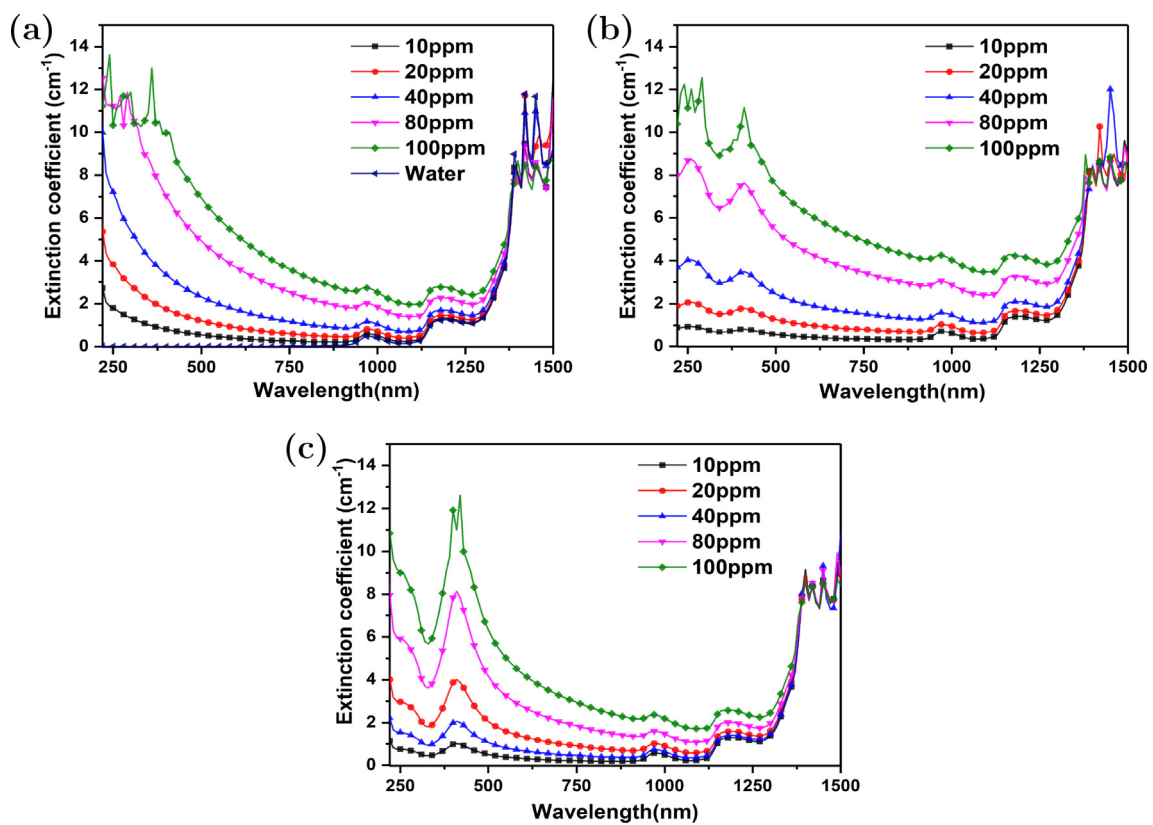 (a)
14
12
10
8
6
4
2
0
Extinction coefficient (cm⁻¹)
10ppm
20ppm
40ppm
80ppm
100ppm
Water
250 500 750 1000 1250 1500
Wavelength(nm)
(b)
14
12
10
8
6
4
2
0
Extinction coefficient (cm⁻¹)
10ppm
20ppm
40ppm
80ppm
100ppm
250 500 750 1000 1250 1500
Wavelength(nm)
(c)
14
12
10
8
6
4
2
0
Extinction coefficient (cm⁻¹)
10ppm
20ppm
40ppm
80ppm
100ppm
250 500 750 1000 1250 1500
Wavelength(nm)